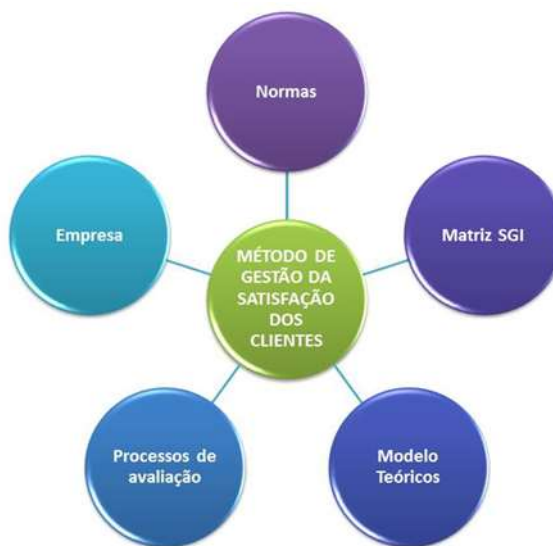 Normas
Empresa
Matriz SGI
MÉTODO DE
GESTÃO DA
SATISFAÇÃO
DOS
CLIENTES
Processos de
avaliação
Modelo
Teóricos